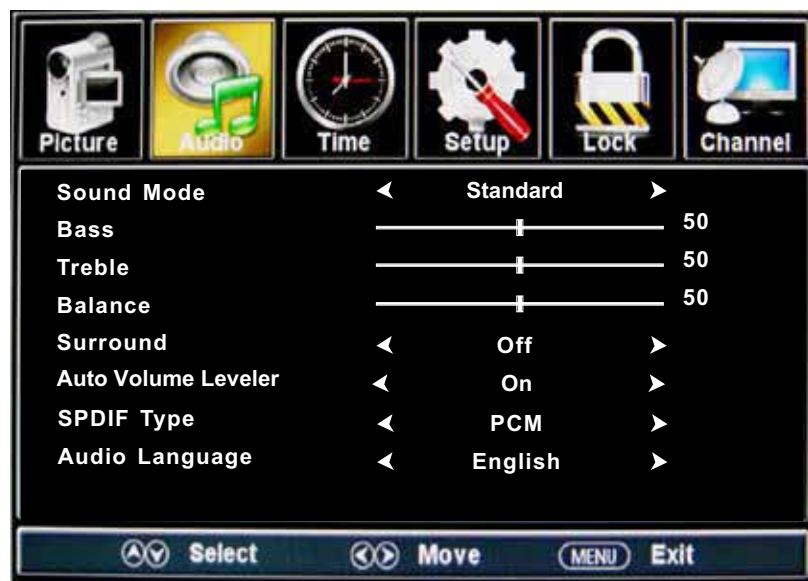 Picture Audio Time Setup Lock Channel
Sound Mode Standard
Bass 50
Treble 50
Balance 50
Surround Off
Auto Volume Leveler On
SPDIF Type PCM
Audio Language English
Select Move MENU Exit